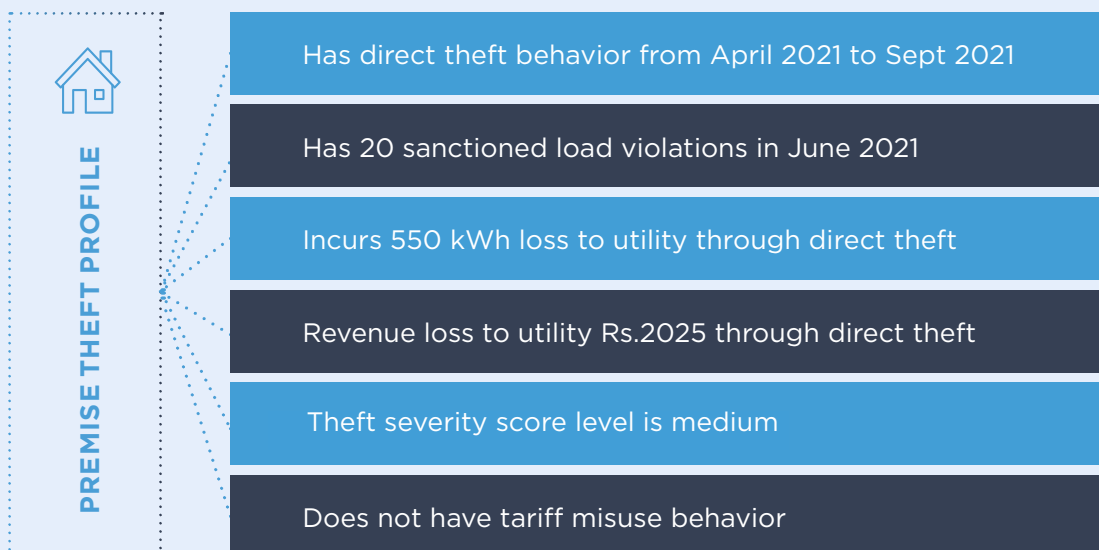 PREMISE THEFT PROFILE
Has direct theft behavior from April 2021 to Sept 2021
Has 20 sanctioned load violations in June 2021
Incurs 550 kWh loss to utility through direct theft
Revenue loss to utility Rs.2025 through direct theft
Theft severity score level is medium
Does not have tariff misuse behavior